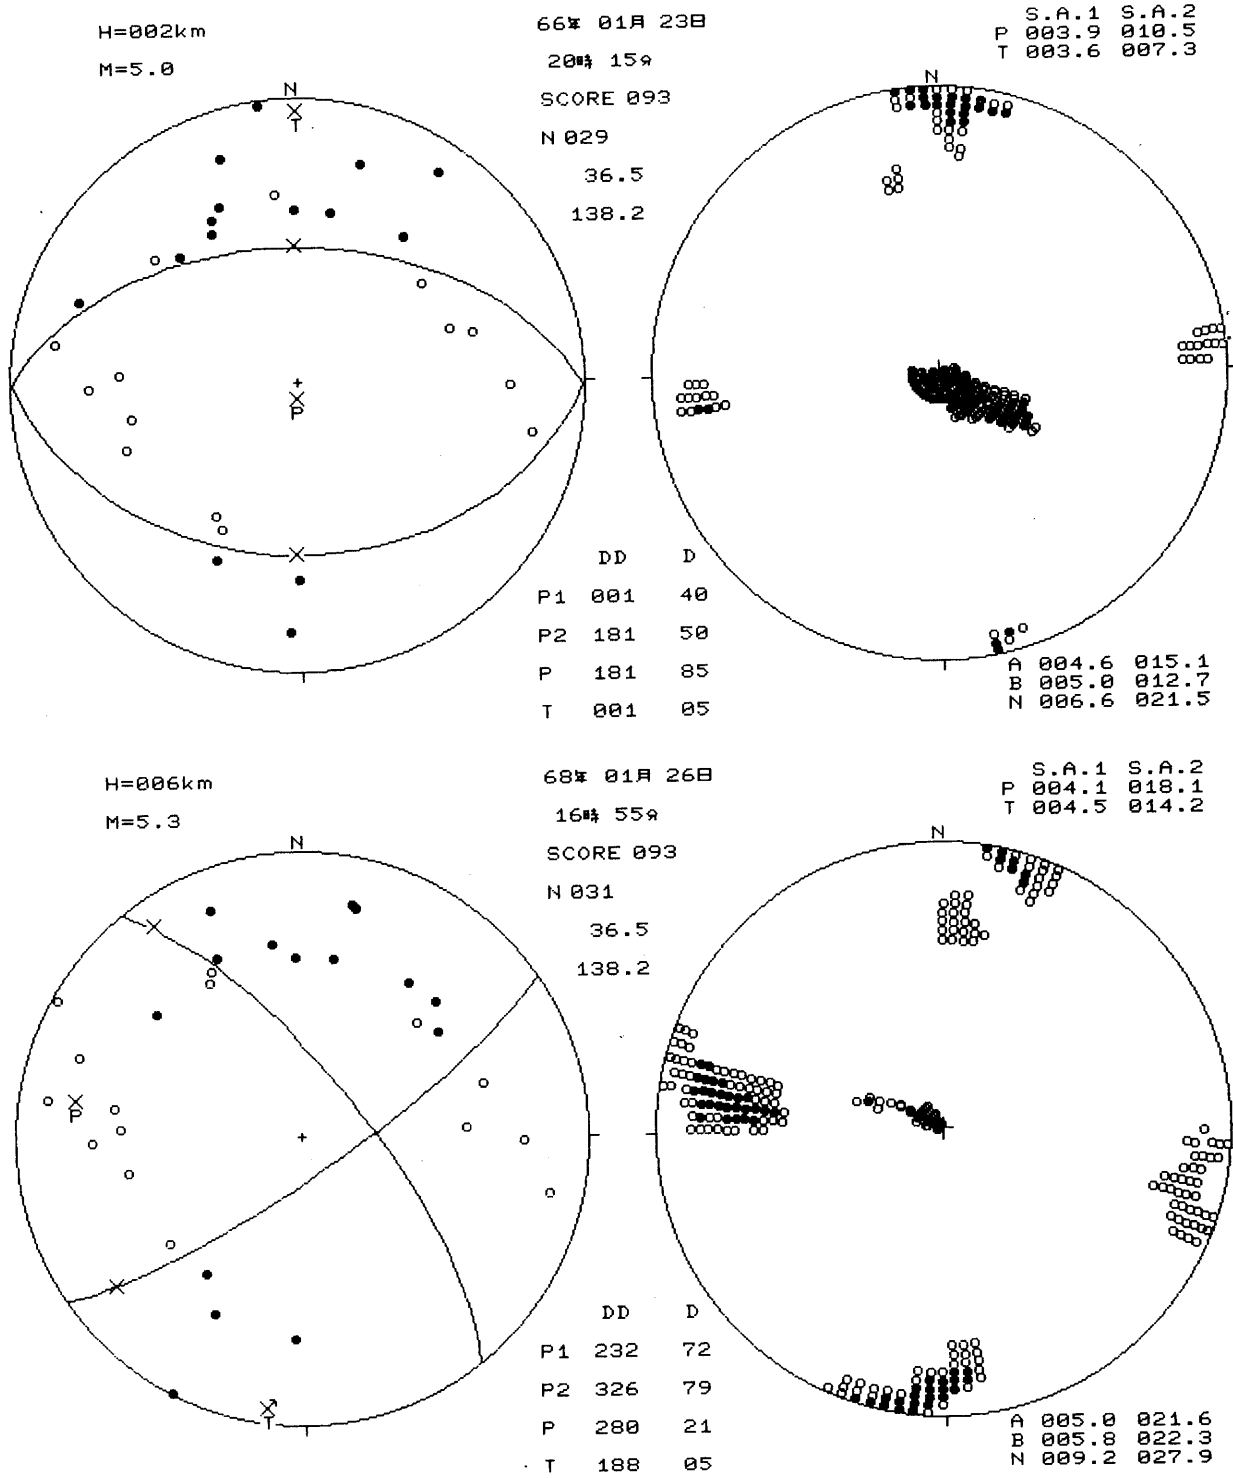 H=002km
M=5.0
66年 01月 23日
20時 15分
SCORE 093
N 029
36.5
138.2
S.A.1 S.A.2
P 003.9 010.5
T 003.6 007.3
N
T
P
N
DD D
P1 001 40
P2 181 50
P 181 85
T 001 05
A 004.6 015.1
B 005.0 012.7
N 006.6 021.5
H=006km
M=5.3
68年 01月 26日
16時 55分
SCORE 093
N 031
36.5
138.2
S.A.1 S.A.2
P 004.1 018.1
T 004.5 014.2
N
P
T
N
DD D
P1 232 72
P2 326 79
P 280 21
T 188 05
A 005.0 021.6
B 005.8 022.3
N 009.2 027.9